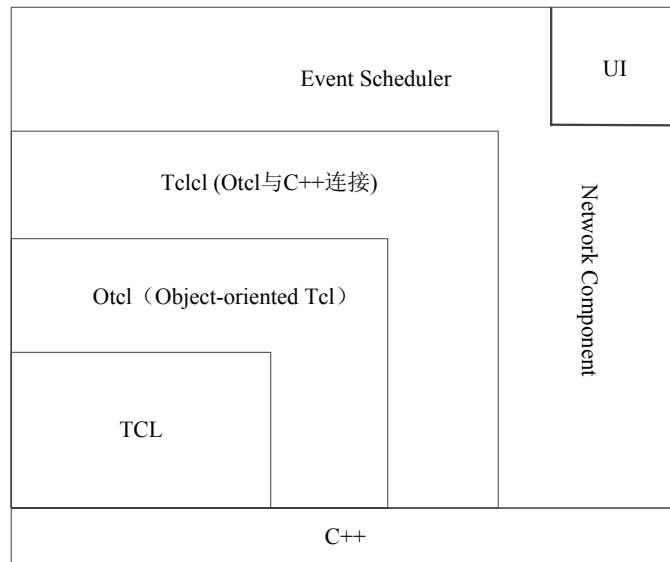 Event Scheduler
UI
Tclcl (Otcl与C++连接)
Network Component
Otcl（Object-oriented Tcl）
TCL
C++